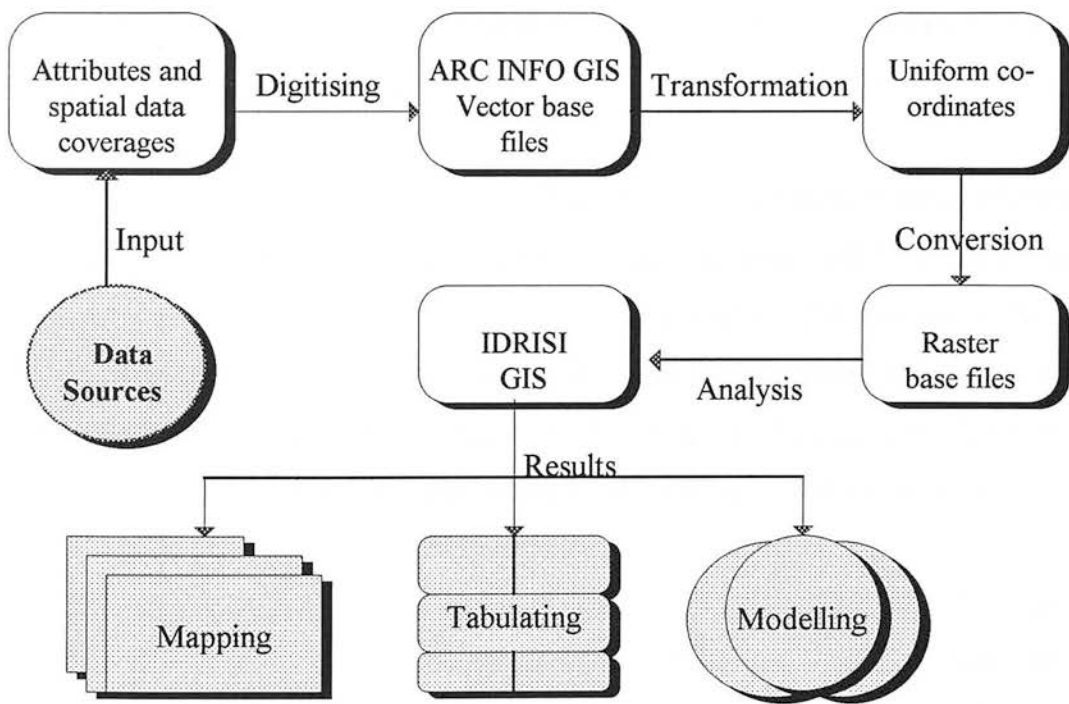 Attributes and
spatial data
coverages
Digitising
ARC INFO GIS
Vector base
files
Transformation
Uniform co-
ordinates
Input
Conversion
Data
Sources
IDRISI
GIS
Analysis
Raster
base files
Results
Mapping
Tabulating
Modelling